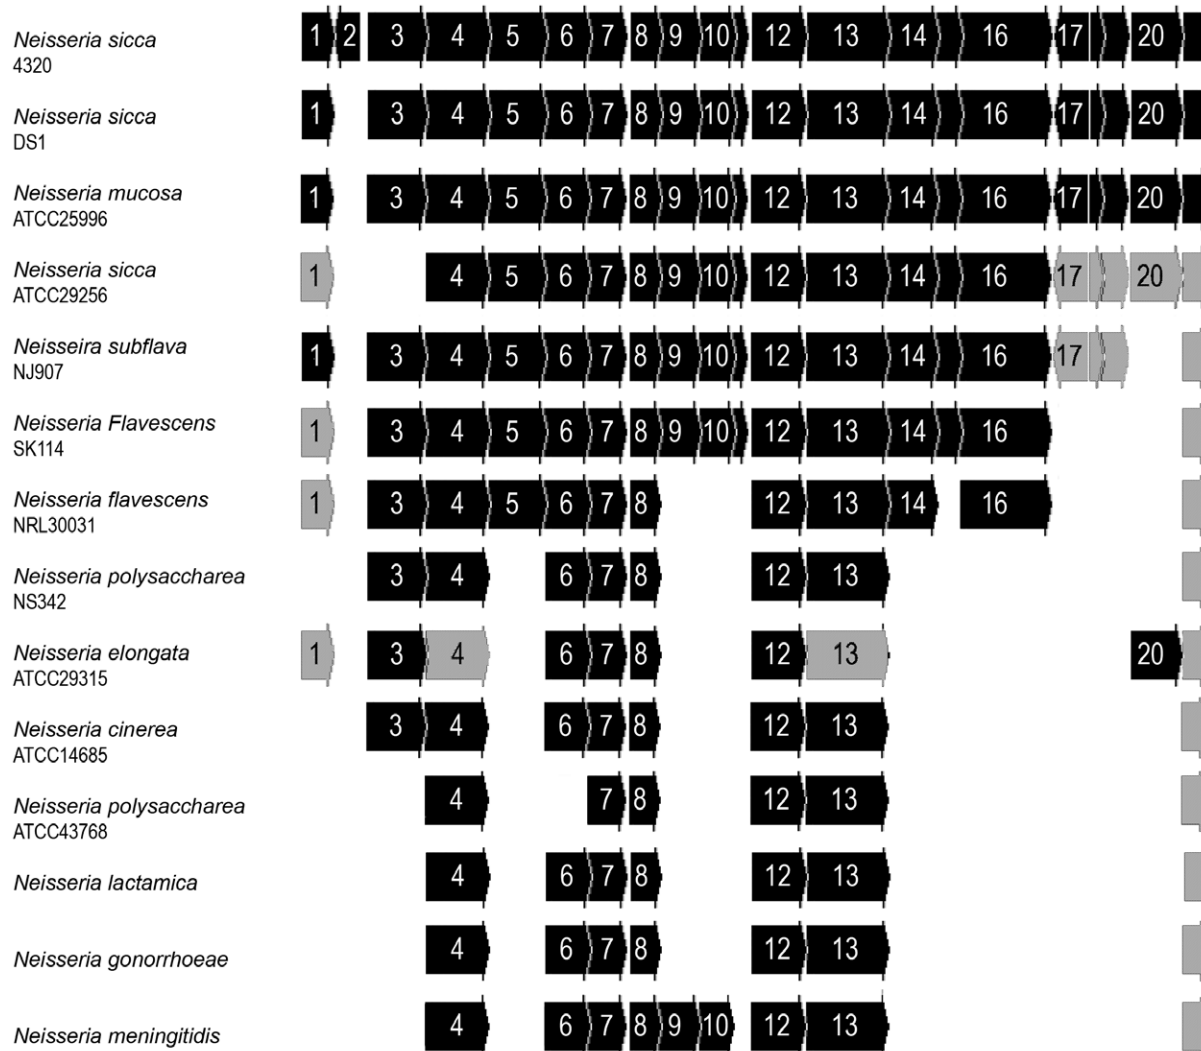 Neisseria sicca 1 2 3 4 5 6 7 8 9 10 12 13 14 16 17 20
4320
Neisseria sicca 1 3 4 5 6 7 8 9 10 12 13 14 16 17 20
DS1
Neisseria mucosa 1 3 4 5 6 7 8 9 10 12 13 14 16 17 20
ATCC25996
Neisseria sicca 1 4 5 6 7 8 9 10 12 13 14 16 17 20
ATCC29256
Neisseira subflava 1 3 4 5 6 7 8 9 10 12 13 14 16 17
NJ907
Neisseria Flavescens 1 3 4 5 6 7 8 9 10 12 13 14 16
SK114
Neisseria flavescens 1 3 4 5 6 7 8 12 13 14 16
NRL30031
Neisseria polysaccharea 3 4 6 7 8 12 13
NS342
Neisseria elongata 1 3 4 6 7 8 12 13 20
ATCC29315
Neisseria cinerea 3 4 6 7 8 12 13
ATCC14685
Neisseria polysaccharea 4 7 8 12 13
ATCC43768
Neisseria lactamica 4 6 7 8 12 13
Neisseria gonorrhoeae 4 6 7 8 12 13
Neisseria meningitidis 4 6 7 8 9 10 12 13